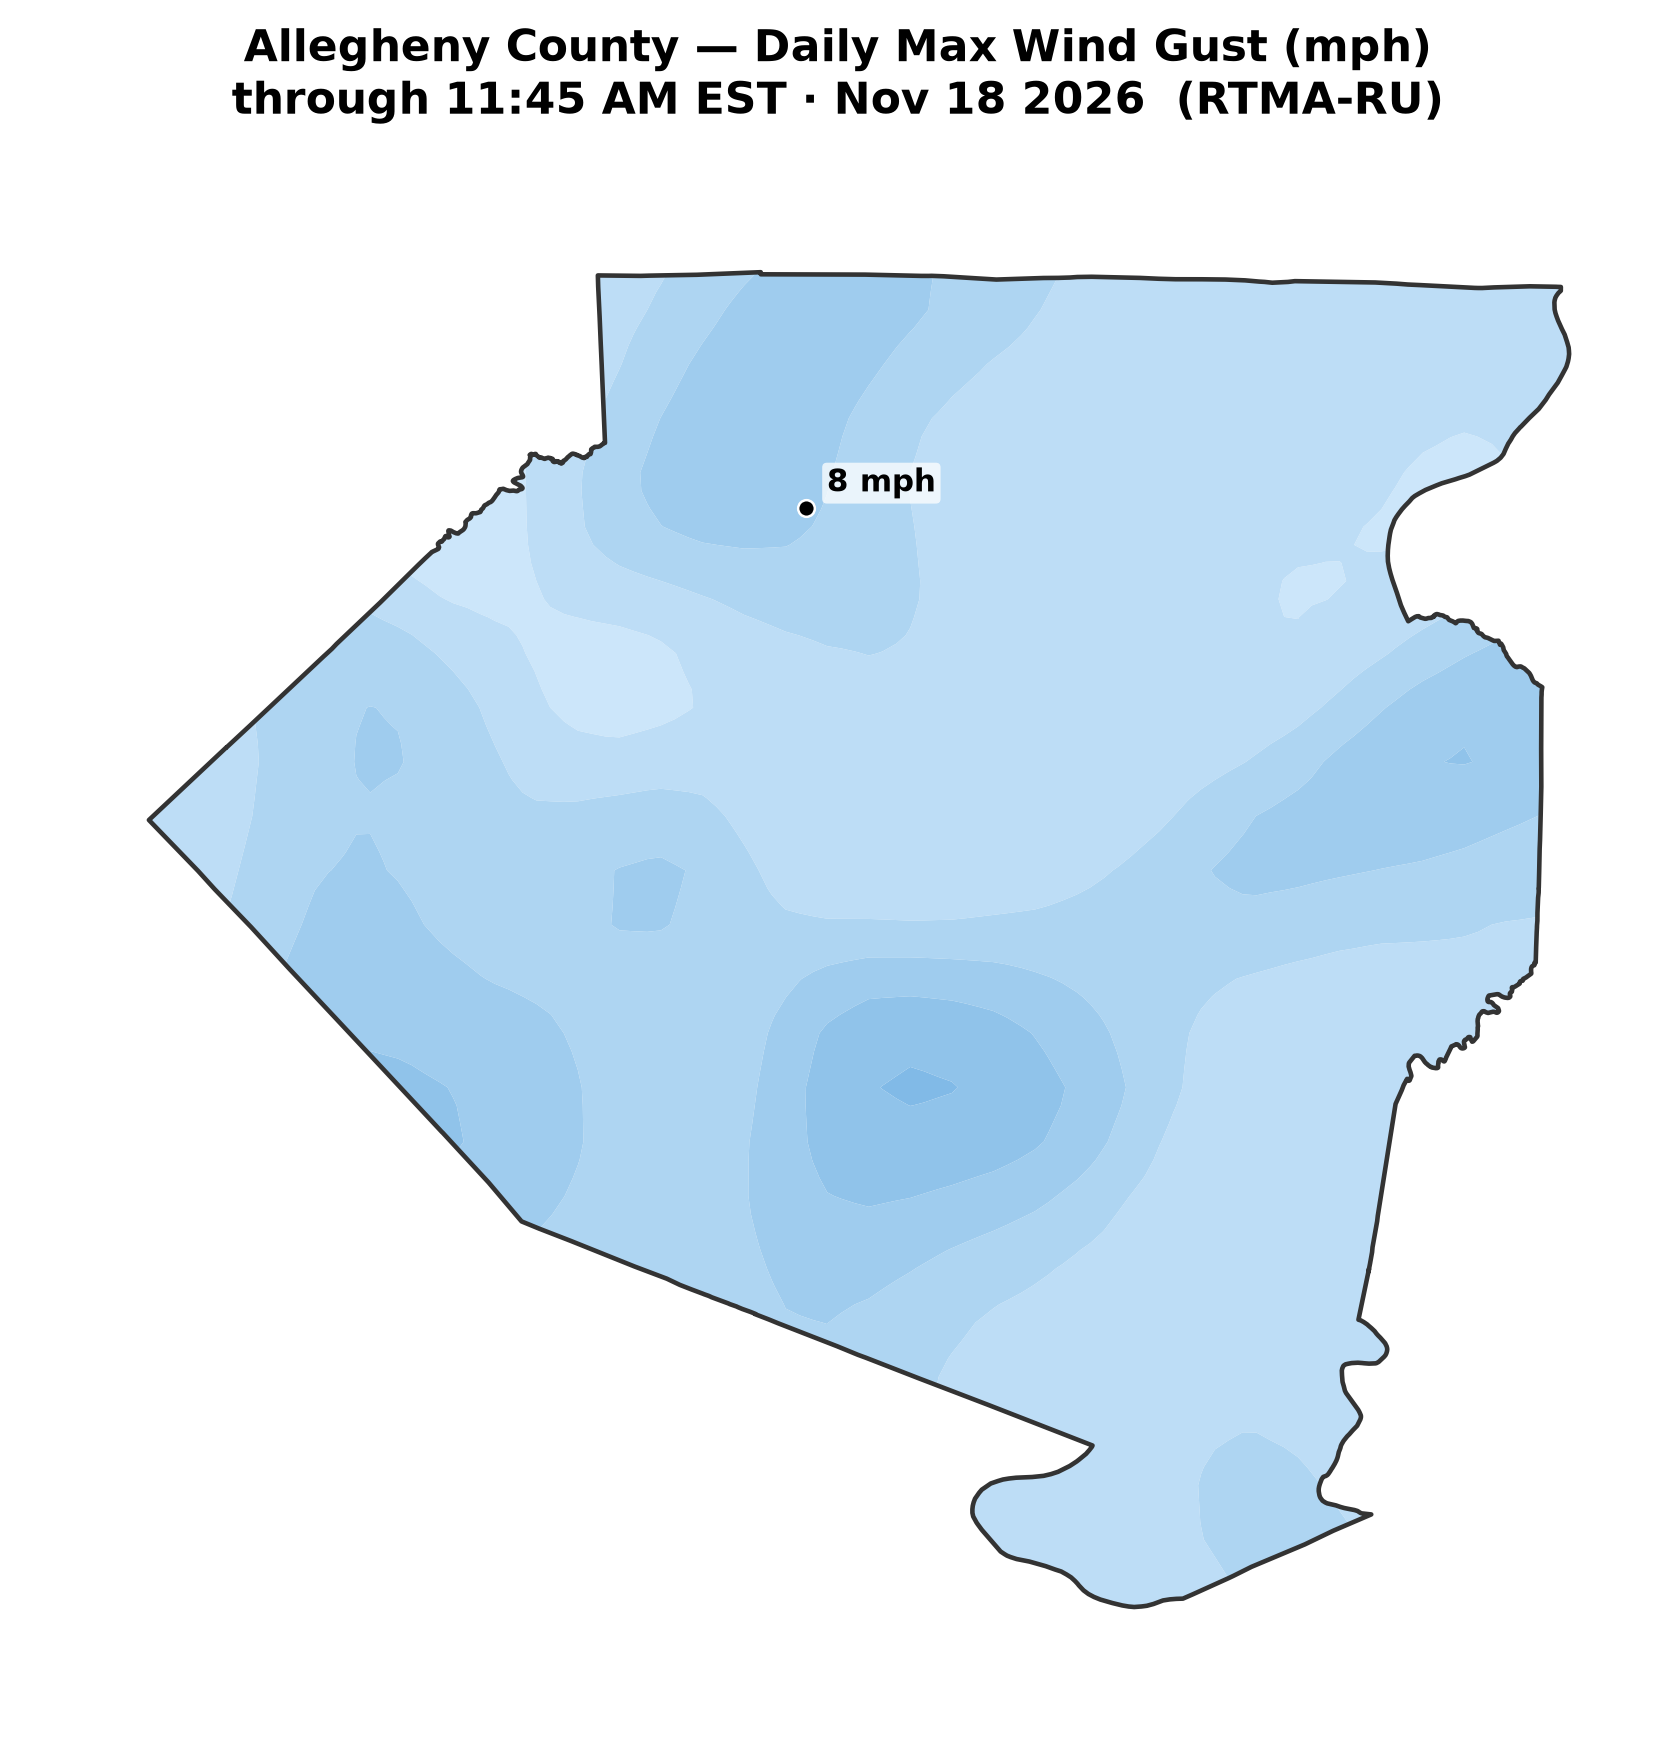 Allegheny County — Daily Max Wind Gust (mph)
through 11:45 AM EST · Nov 18 2026  (RTMA-RU)
8 mph